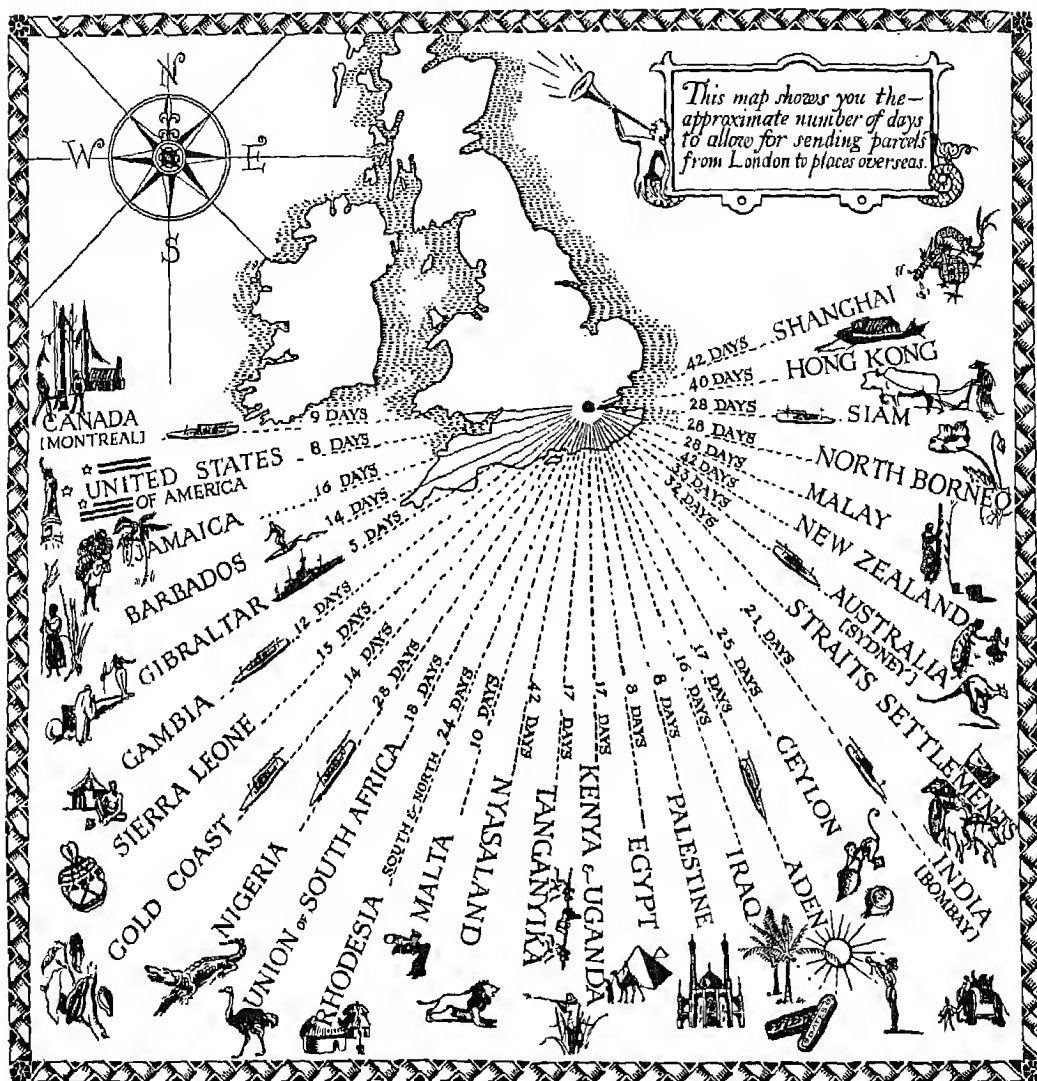 N
W E
S
This map shows you the—
approximate number of days
to allow for sending parcels
from London to places overseas.
42 DAYS SHANGHAI
40 DAYS HONG KONG
28 DAYS SIAM
28 DAYS NORTH BORNEO
28 DAYS MALAY
42 DAYS NEW ZEALAND
AUSTRALIA
[SYDNEY]
STRAITS SETTLEMENTS
21 DAYS INDIA
[BOMBAY]
25 DAYS CEYLON
17 DAYS ADEN
16 DAYS IRAQ
8 DAYS PALESTINE
8 DAYS EGYPT
17 DAYS KENYA & UGANDA
17 DAYS TANGANYIKA
42 DAYS NYASALAND
10 DAYS MALTA
RHODESIA SOUTH & NORTH 24 DAYS
UNION OF SOUTH AFRICA 18 DAYS
NIGERIA 28 DAYS
GOLD COAST 14 DAYS
SIERRA LEONE 15 DAYS
GAMBIA 12 DAYS
GIBRALTAR 5 DAYS
BARBADOS 14 DAYS
JAMAICA 16 DAYS
UNITED STATES 8 DAYS
OF AMERICA
CANADA 9 DAYS
[MONTREAL]